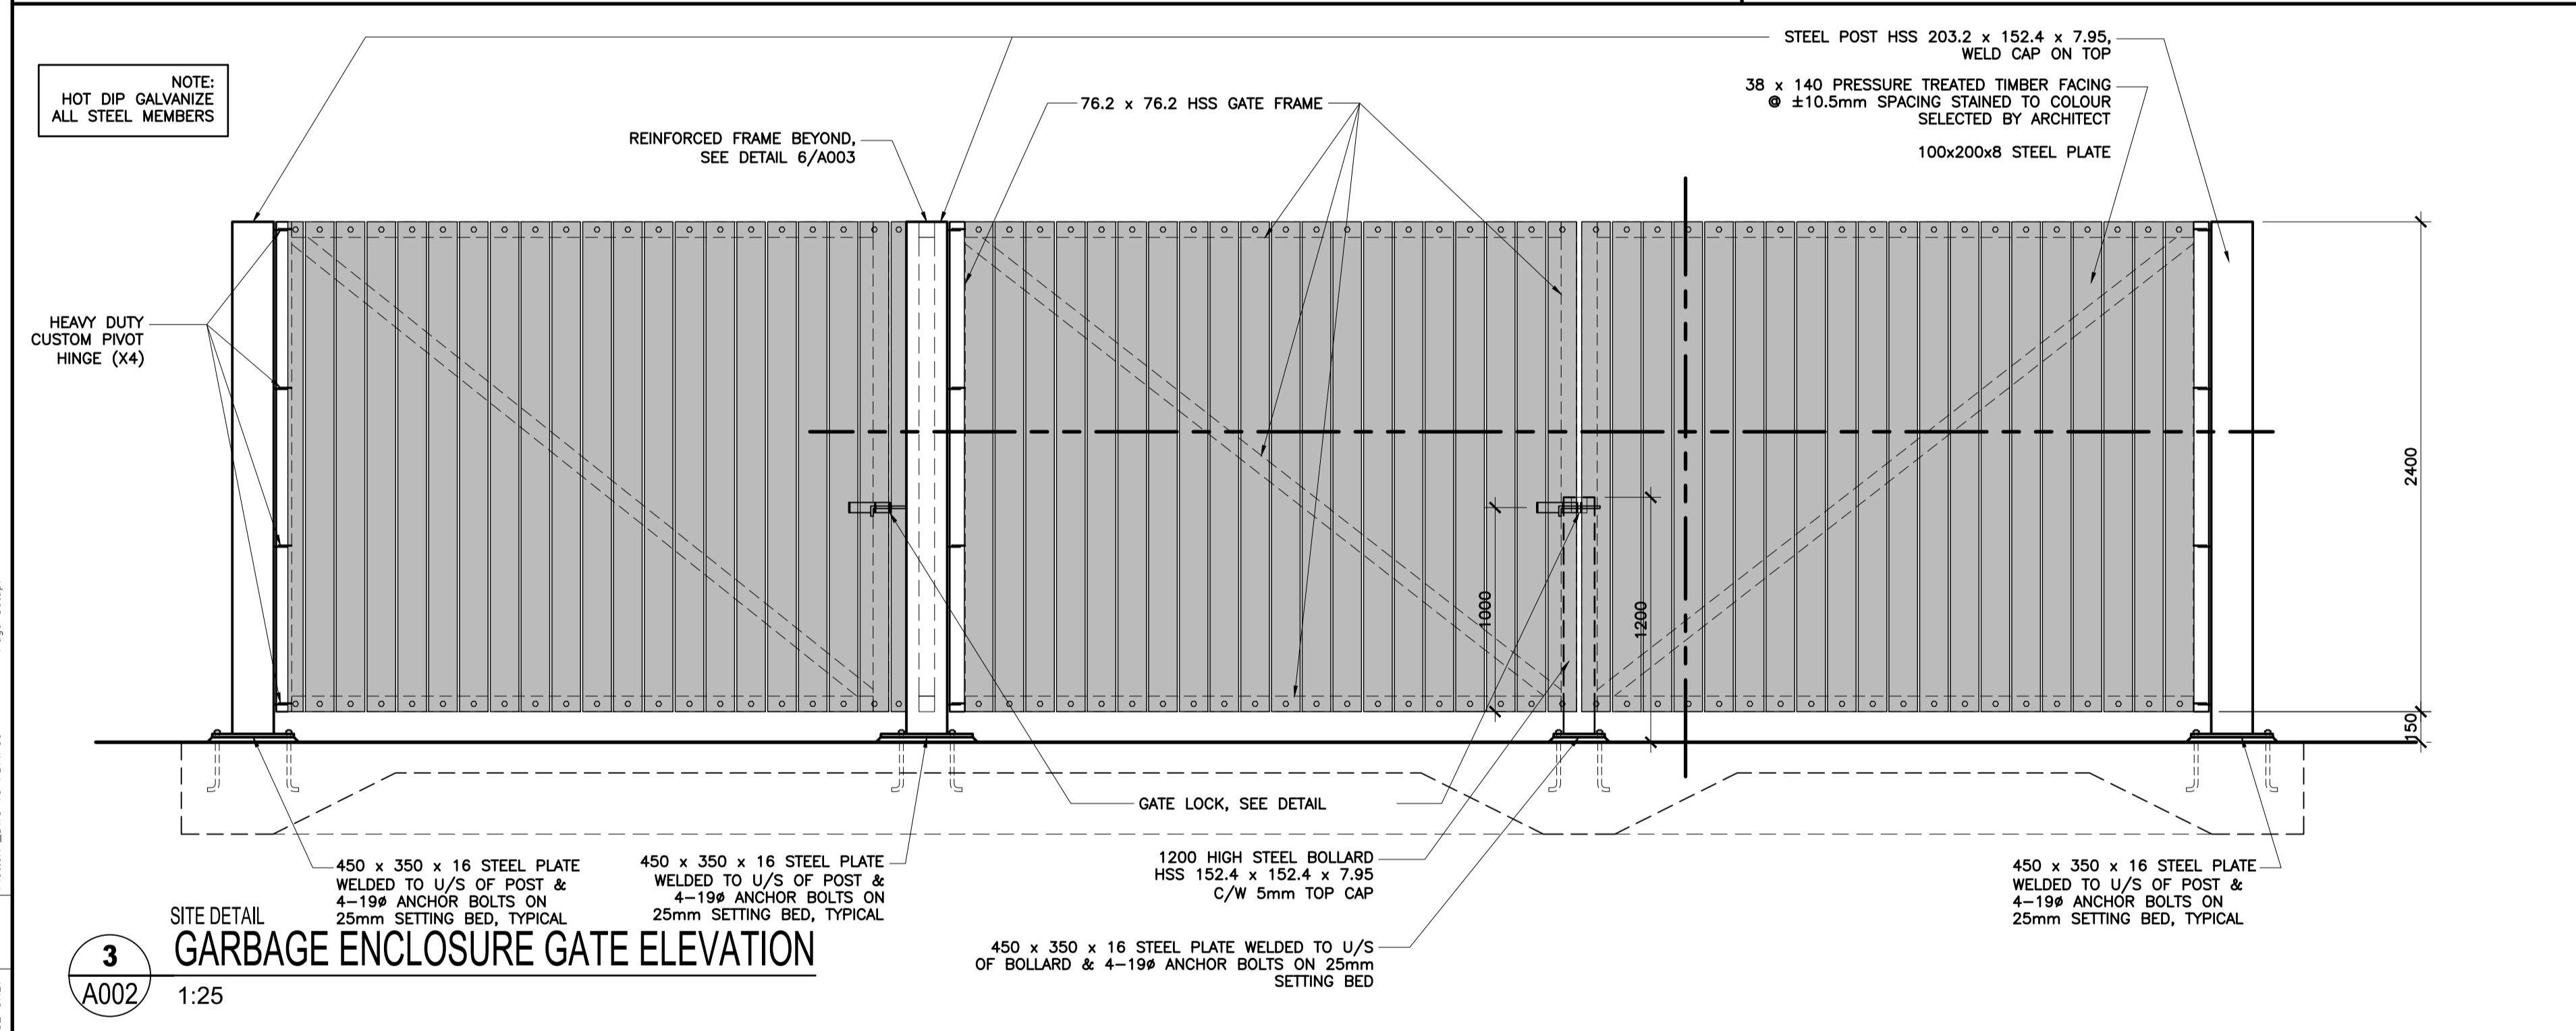 STEEL POST HSS 203.2 x 152.4 x 7.95,
WELD CAP ON TOP
38 x 140 PRESSURE TREATED TIMBER FACING
@ ±10.5mm SPACING STAINED TO COLOUR
SELECTED BY ARCHITECT
100x200x8 STEEL PLATE
NOTE:
HOT DIP GALVANIZE
ALL STEEL MEMBERS
76.2 x 76.2 HSS GATE FRAME
REINFORCED FRAME BEYOND,
SEE DETAIL 6/A003
HEAVY DUTY
CUSTOM PIVOT
HINGE (X4)
2400
1000
1200
150
GATE LOCK, SEE DETAIL
450 x 350 x 16 STEEL PLATE
WELDED TO U/S OF POST &
4-19ø ANCHOR BOLTS ON
25mm SETTING BED, TYPICAL
450 x 350 x 16 STEEL PLATE
WELDED TO U/S OF POST &
4-19ø ANCHOR BOLTS ON
25mm SETTING BED, TYPICAL
1200 HIGH STEEL BOLLARD
HSS 152.4 x 152.4 x 7.95
C/W 5mm TOP CAP
450 x 350 x 16 STEEL PLATE
WELDED TO U/S OF POST &
4-19ø ANCHOR BOLTS ON
25mm SETTING BED, TYPICAL
450 x 350 x 16 STEEL PLATE WELDED TO U/S
OF BOLLARD & 4-19ø ANCHOR BOLTS ON 25mm
SETTING BED
SITE DETAIL
3
GARBAGE ENCLOSURE GATE ELEVATION
A002
1:25